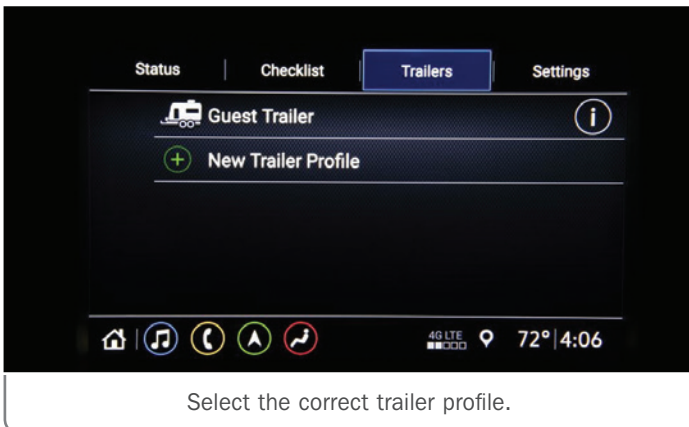 Status | Checklist | Trailers | Settings
Guest Trailer i
+ New Trailer Profile
4G LTE 72° | 4:06
Select the correct trailer profile.